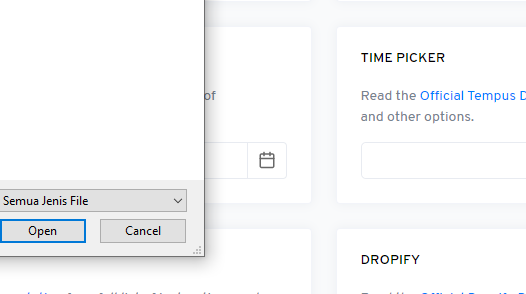 TIME PICKER
of
Read the Official Tempus D
and other options.
Semua Jenis File
Open
Cancel
DROPIFY